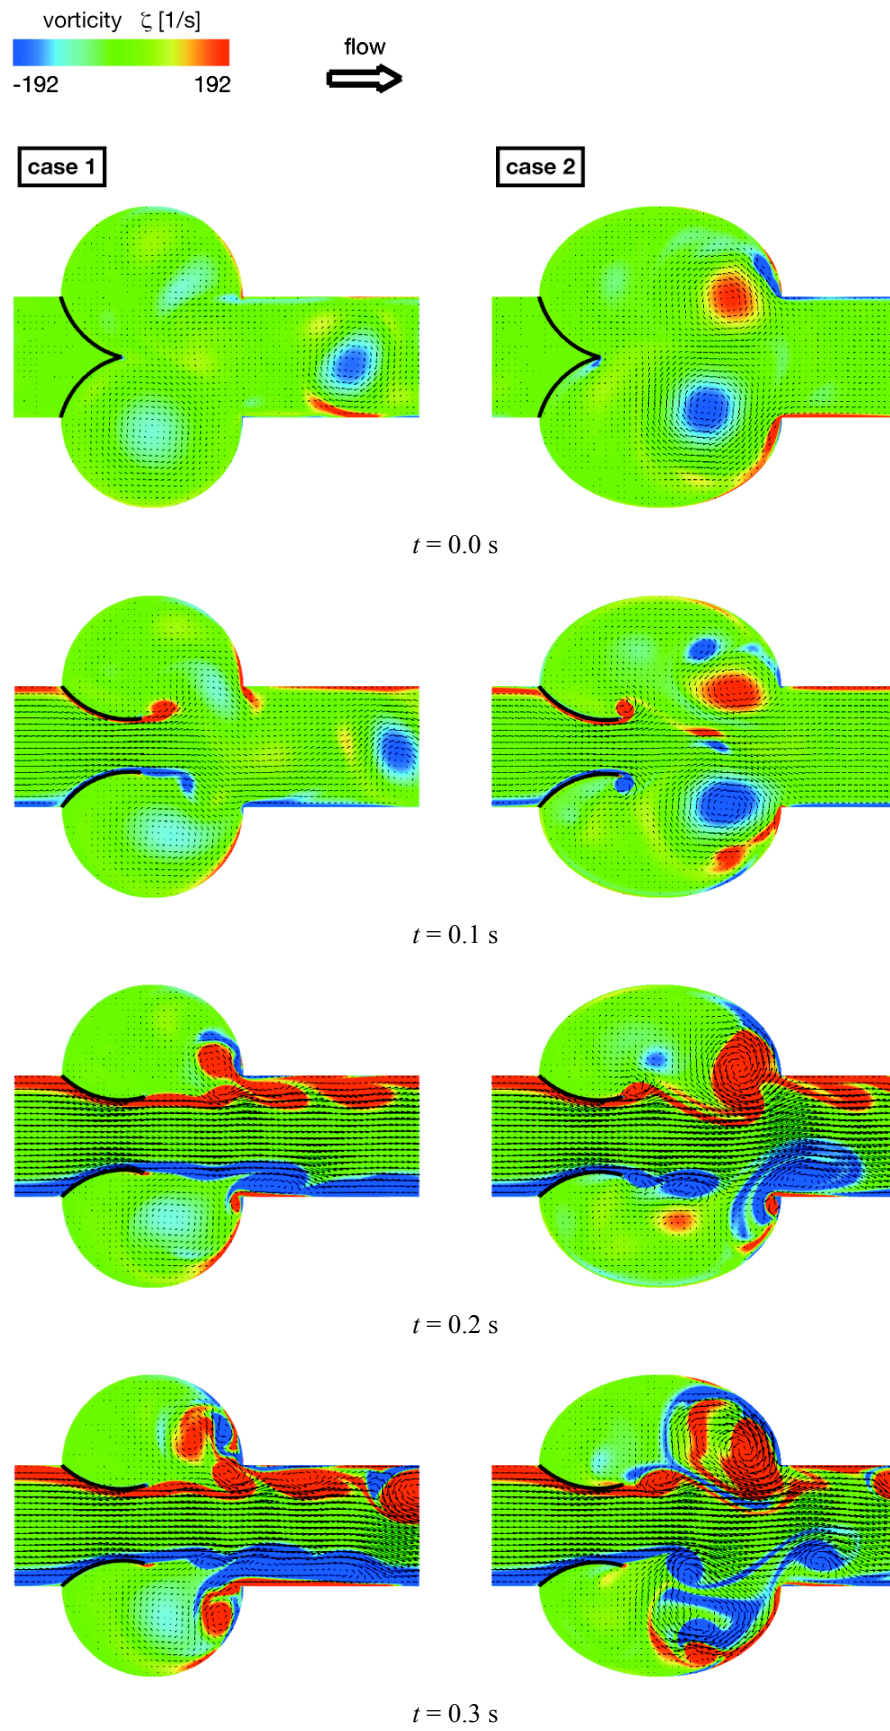 vorticity ζ [1/s]
-192 192
flow
case 1
case 2
t = 0.0 s
t = 0.1 s
t = 0.2 s
t = 0.3 s